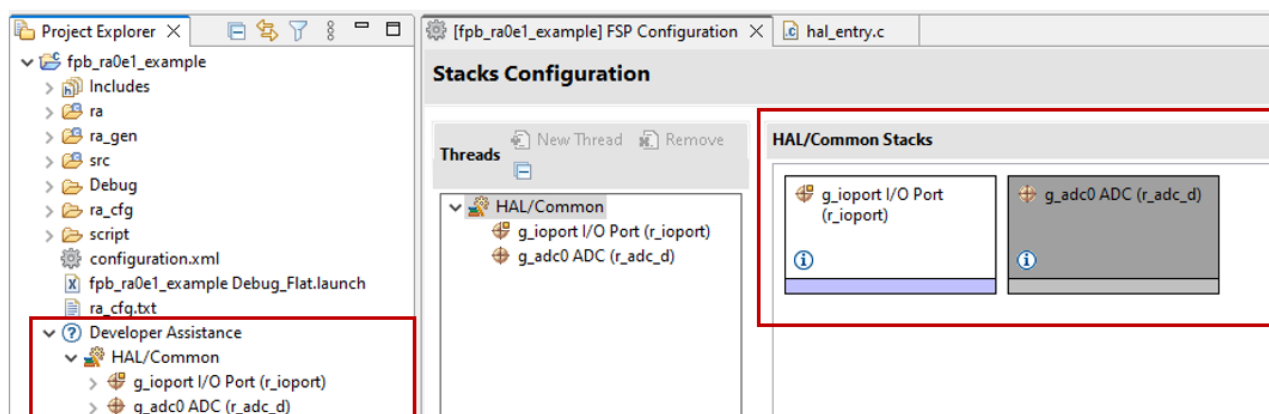 Project Explorer
fpb_ra0e1_example
Includes
ra
ra_gen
src
Debug
ra_cfg
script
configuration.xml
fpb_ra0e1_example Debug_Flat.launch
ra_cfg.txt
Developer Assistance
HAL/Common
g_ioport I/O Port (r_ioport)
g_adc0 ADC (r_adc_d)
[fpb_ra0e1_example] FSP Configuration
hal_entry.c
Stacks Configuration
Threads
New Thread
Remove
HAL/Common
g_ioport I/O Port (r_ioport)
g_adc0 ADC (r_adc_d)
HAL/Common Stacks
g_ioport I/O Port
(r_ioport)
g_adc0 ADC (r_adc_d)